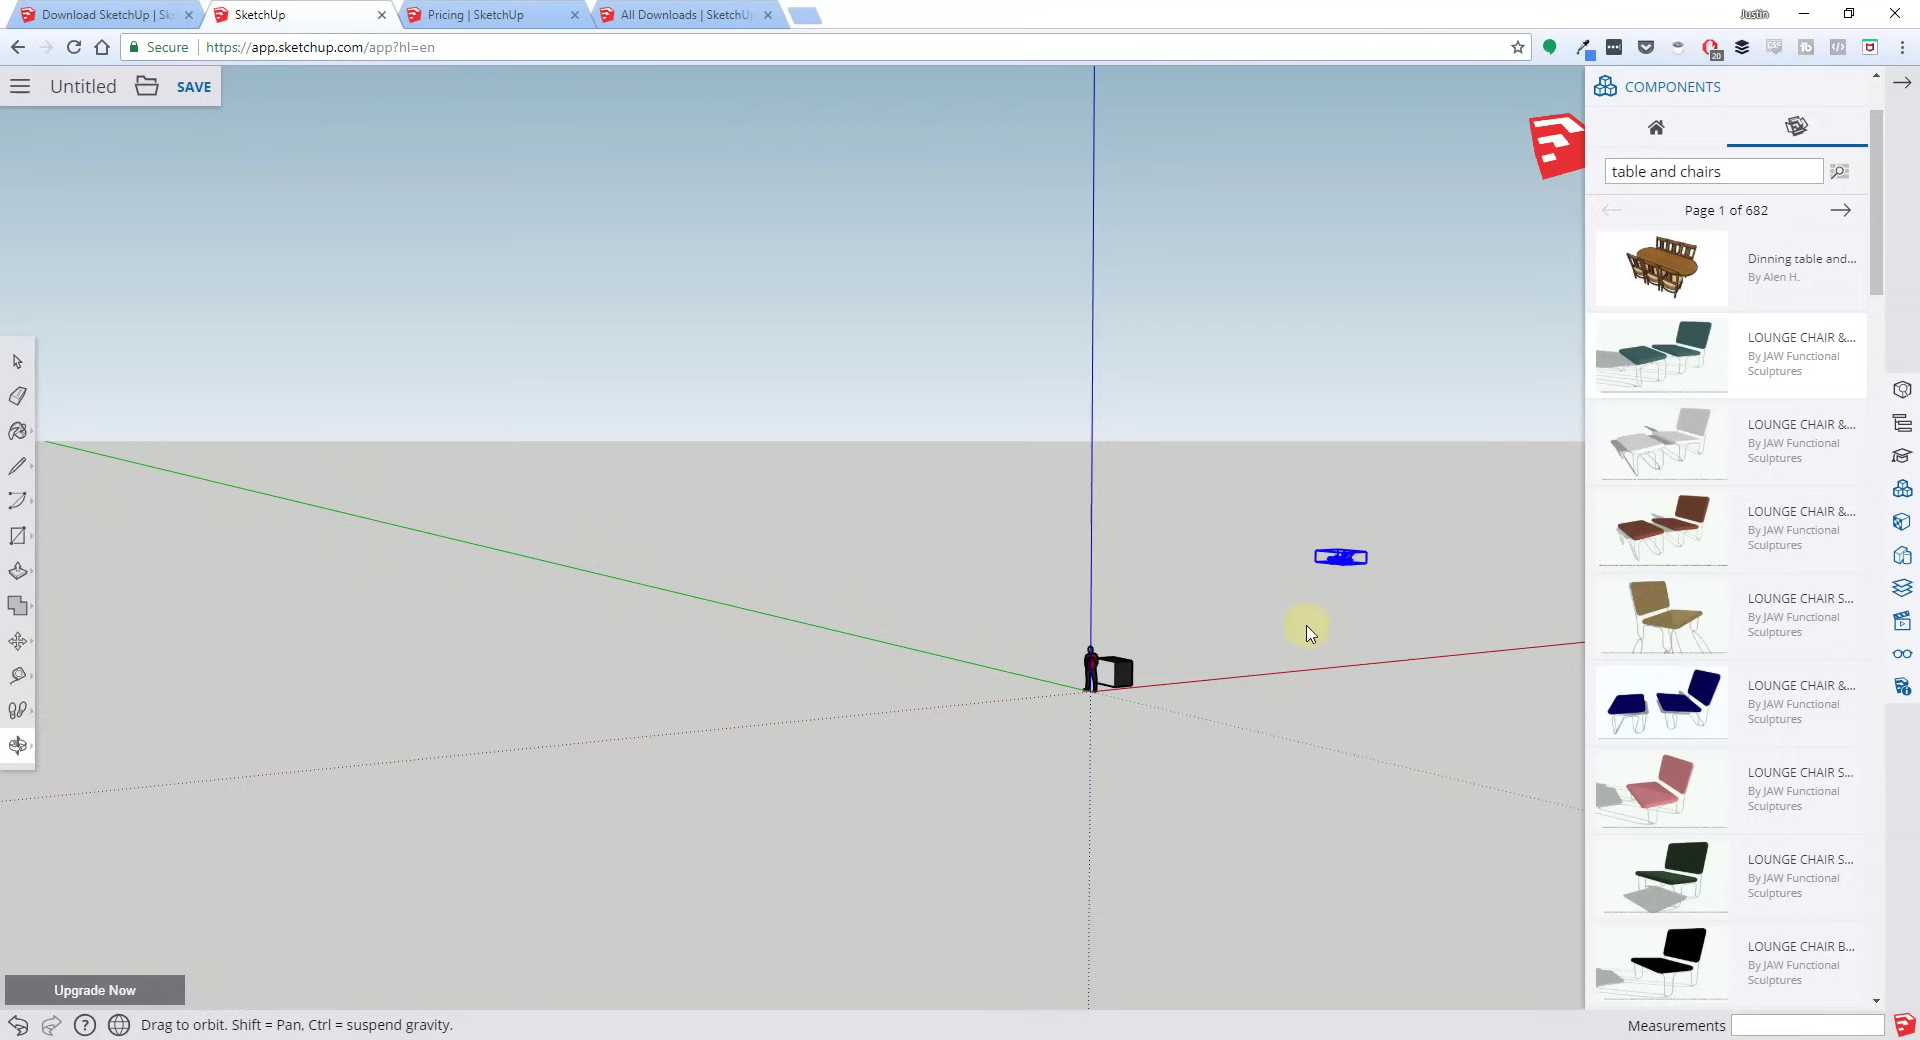 Download SketchUp | Sk
SketchUp
Pricing | SketchUp
All Downloads | SketchU
Justin
Secure
https://app.sketchup.com/app?hl=en
20
Untitled
SAVE
COMPONENTS
table and chairs
Page 1 of 682
Dinning table and...
By Alen H.
LOUNGE CHAIR &...
By JAW Functional
Sculptures
LOUNGE CHAIR &...
By JAW Functional
Sculptures
LOUNGE CHAIR &...
By JAW Functional
Sculptures
LOUNGE CHAIR S...
By JAW Functional
Sculptures
LOUNGE CHAIR &...
By JAW Functional
Sculptures
LOUNGE CHAIR S...
By JAW Functional
Sculptures
LOUNGE CHAIR S...
By JAW Functional
Sculptures
LOUNGE CHAIR B...
By JAW Functional
Sculptures
Upgrade Now
Drag to orbit. Shift = Pan, Ctrl = suspend gravity.
Measurements